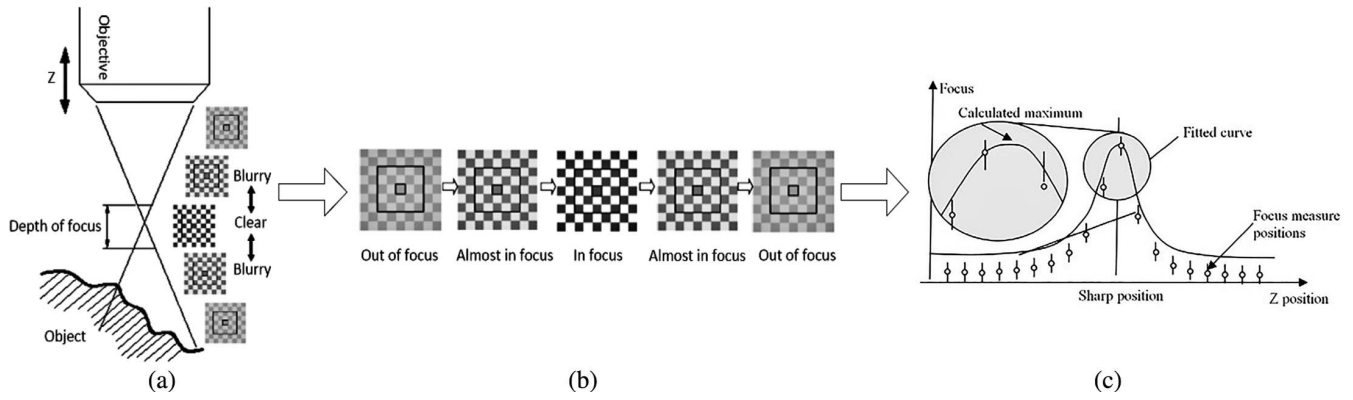 Objective
Z
Blurry
Clear
Blurry
Depth of focus
Object
(a)
Out of focus
Almost in focus
In focus
Almost in focus
Out of focus
(b)
Focus
Calculated maximum
Fitted curve
Focus measure
positions
Sharp position
Z position
(c)